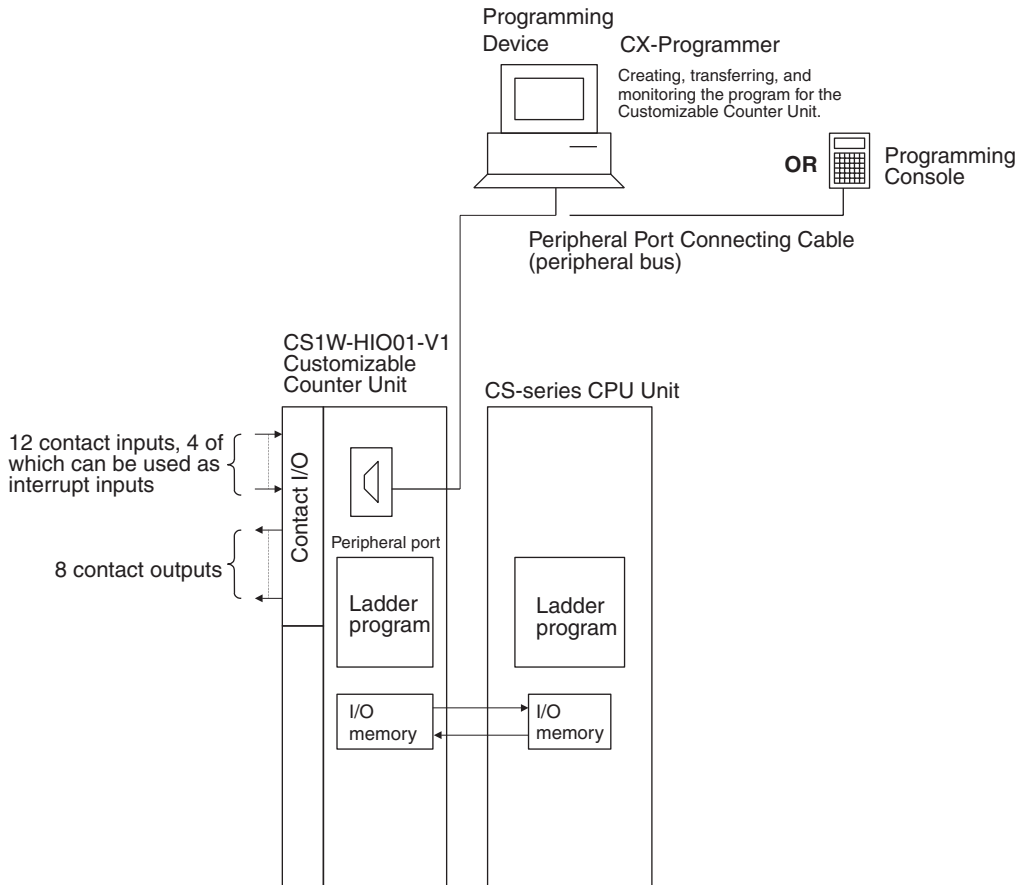 Programming
Device
CX-Programmer
Creating, transferring, and
monitoring the program for the
Customizable Counter Unit.
OR
Programming
Console
Peripheral Port Connecting Cable
(peripheral bus)
CS1W-HIO01-V1
Customizable
Counter Unit
CS-series CPU Unit
12 contact inputs, 4 of
which can be used as
interrupt inputs
Contact I/O
8 contact outputs
Peripheral port
Ladder
program
Ladder
program
I/O
memory
I/O
memory